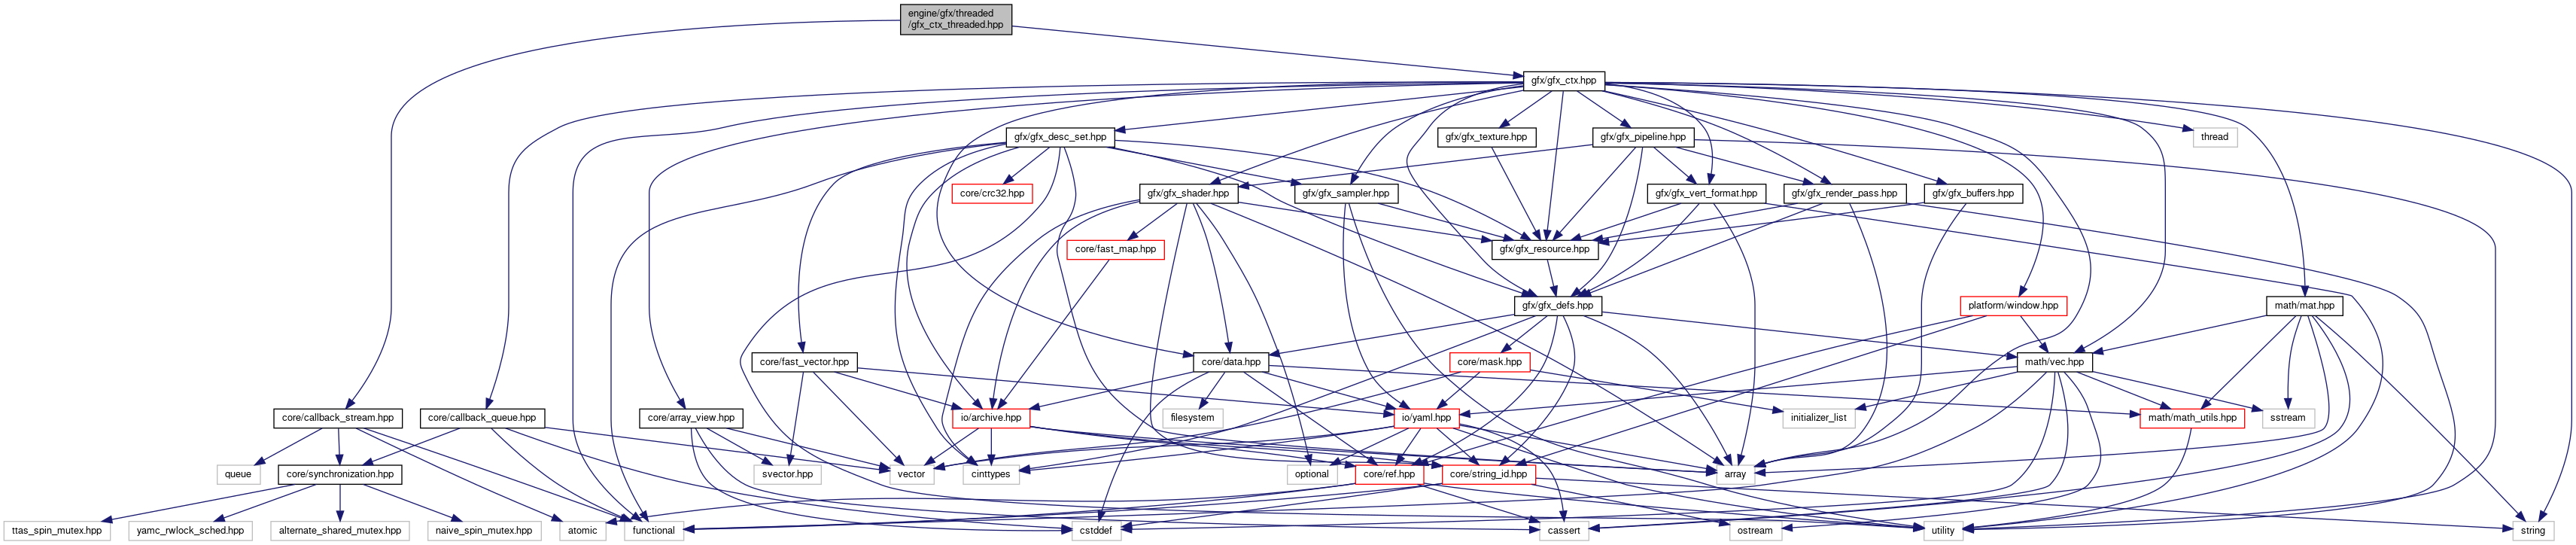 engine/gfx/threaded
/gfx_ctx_threaded.hpp
gfx/gfx_ctx.hpp
gfx/gfx_desc_set.hpp
gfx/gfx_texture.hpp
gfx/gfx_pipeline.hpp
thread
core/crc32.hpp
gfx/gfx_shader.hpp
gfx/gfx_sampler.hpp
gfx/gfx_vert_format.hpp
gfx/gfx_render_pass.hpp
gfx/gfx_buffers.hpp
core/fast_map.hpp
gfx/gfx_resource.hpp
gfx/gfx_defs.hpp
platform/window.hpp
math/mat.hpp
core/fast_vector.hpp
core/data.hpp
core/mask.hpp
math/vec.hpp
core/callback_stream.hpp
core/callback_queue.hpp
core/array_view.hpp
io/archive.hpp
filesystem
io/yaml.hpp
initializer_list
math/math_utils.hpp
sstream
queue
core/synchronization.hpp
svector.hpp
vector
cinttypes
optional
core/ref.hpp
core/string_id.hpp
array
ttas_spin_mutex.hpp
yamc_rwlock_sched.hpp
alternate_shared_mutex.hpp
naive_spin_mutex.hpp
atomic
functional
cstddef
cassert
ostream
utility
string